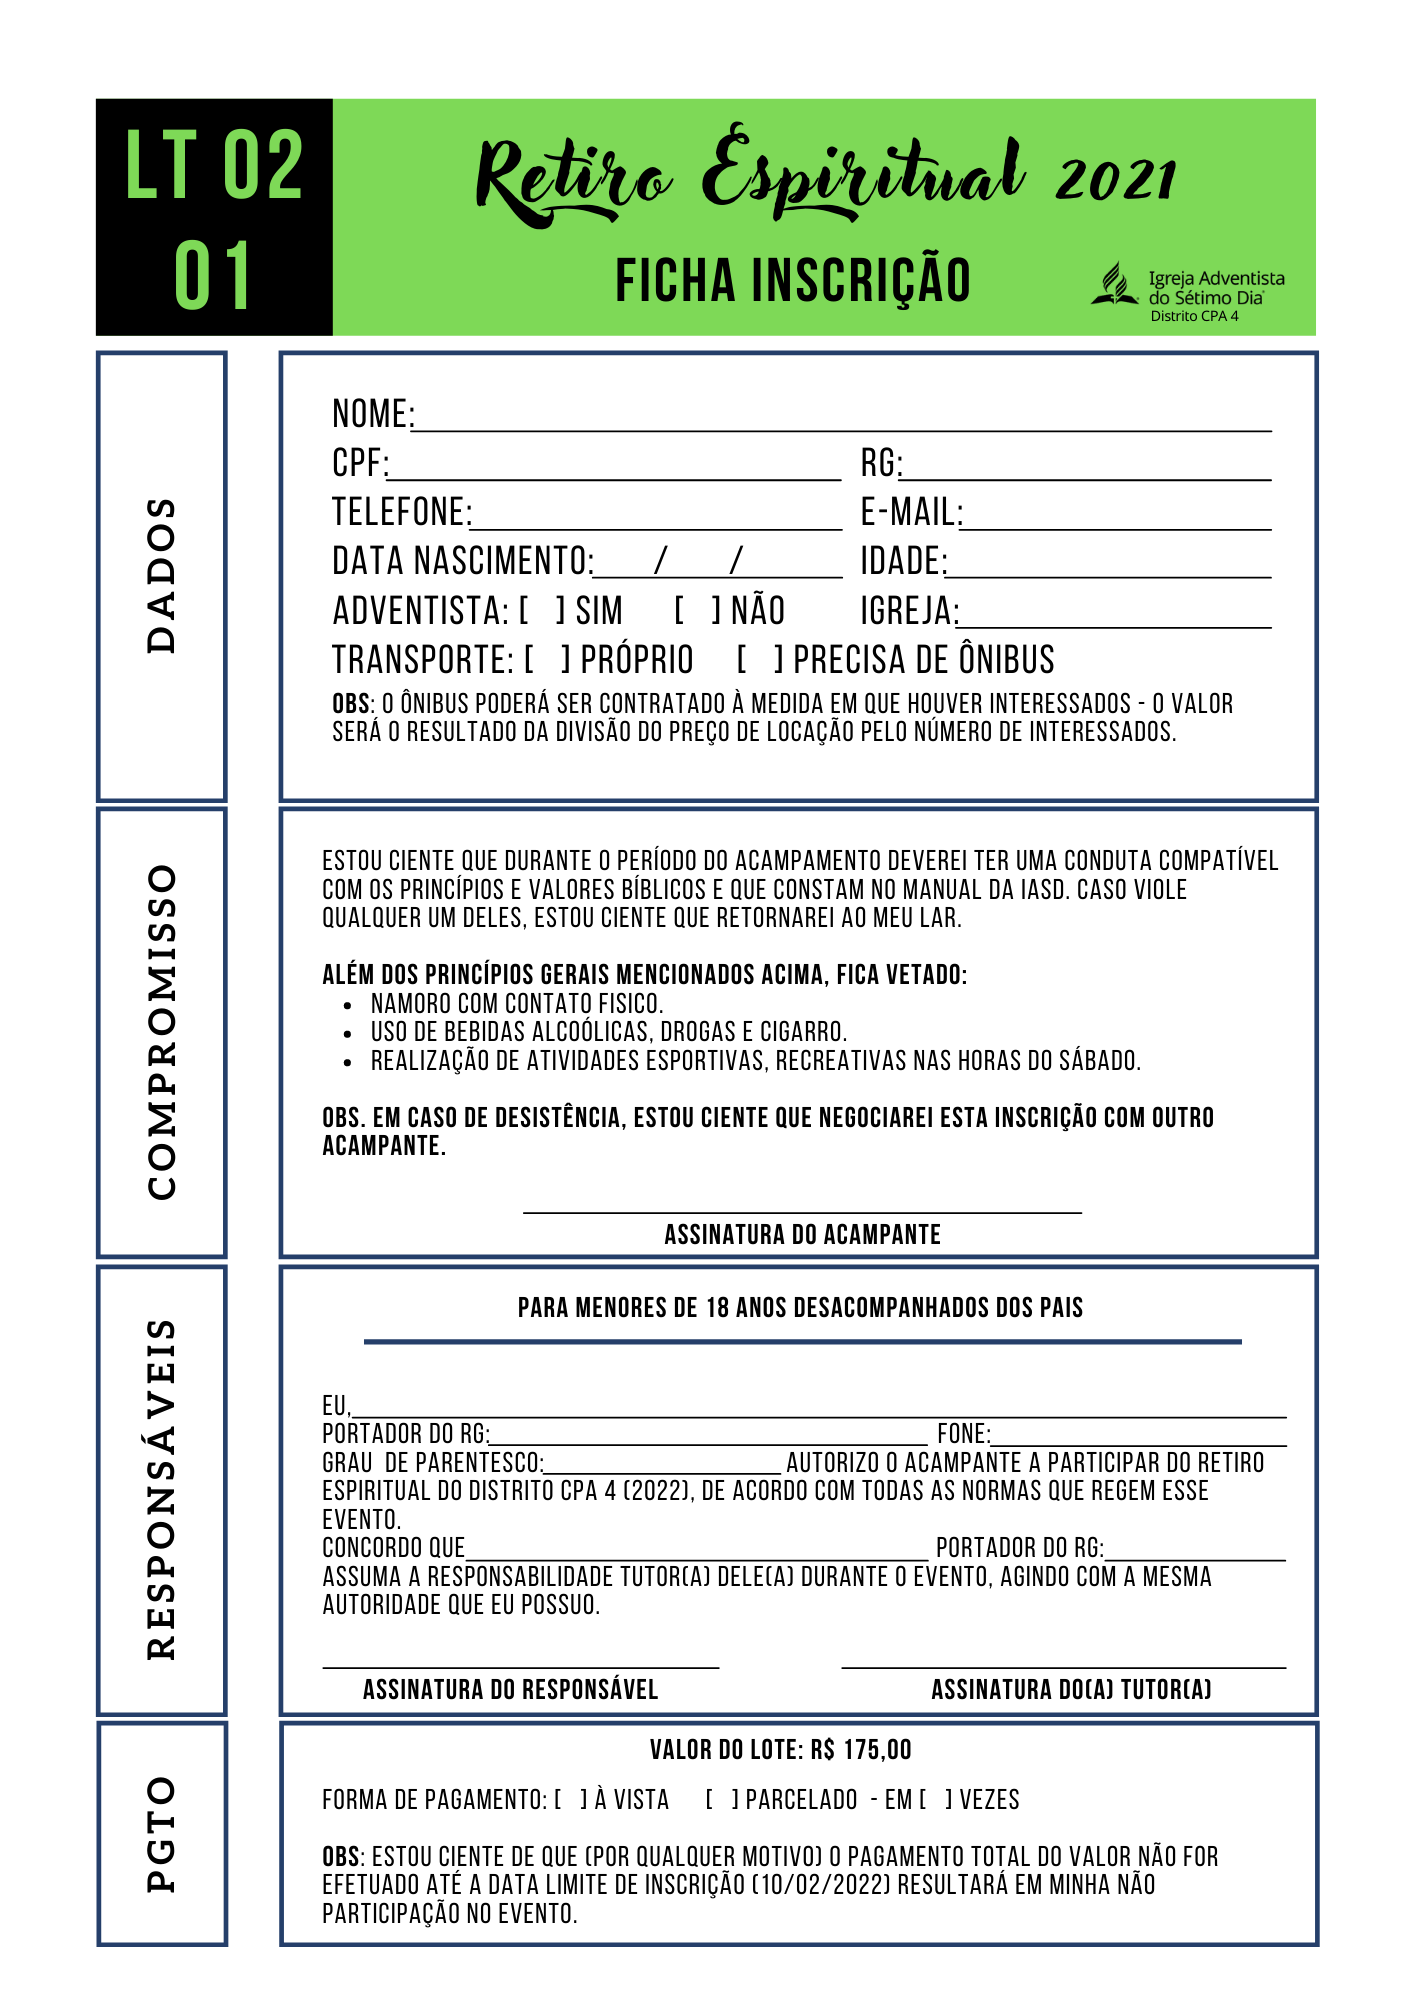 LT 02
01
Retiro Espiritual 2021
FICHA INSCRIÇÃO
Igreja Adventista
do Sétimo Dia
Distrito CPA 4
DADOS
NOME:
CPF: RG:
TELEFONE: E-MAIL:
DATA NASCIMENTO: / / IDADE:
ADVENTISTA: [ ] SIM [ ] NÃO IGREJA:
TRANSPORTE: [ ] PRÓPRIO [ ] PRECISA DE ÔNIBUS
OBS: O ÔNIBUS PODERÁ SER CONTRATADO À MEDIDA EM QUE HOUVER INTERESSADOS - O VALOR
SERÁ O RESULTADO DA DIVISÃO DO PREÇO DE LOCAÇÃO PELO NÚMERO DE INTERESSADOS.
COMPROMISSO
ESTOU CIENTE QUE DURANTE O PERÍODO DO ACAMPAMENTO DEVEREI TER UMA CONDUTA COMPATÍVEL
COM OS PRINCÍPIOS E VALORES BÍBLICOS E QUE CONSTAM NO MANUAL DA IASD. CASO VIOLE
QUALQUER UM DELES, ESTOU CIENTE QUE RETORNAREI AO MEU LAR.
ALÉM DOS PRINCÍPIOS GERAIS MENCIONADOS ACIMA, FICA VETADO:
• NAMORO COM CONTATO FISICO.
• USO DE BEBIDAS ALCOÓLICAS, DROGAS E CIGARRO.
• REALIZAÇÃO DE ATIVIDADES ESPORTIVAS, RECREATIVAS NAS HORAS DO SÁBADO.
OBS. EM CASO DE DESISTÊNCIA, ESTOU CIENTE QUE NEGOCIAREI ESTA INSCRIÇÃO COM OUTRO
ACAMPANTE.
ASSINATURA DO ACAMPANTE
RESPONSÁVEIS
PARA MENORES DE 18 ANOS DESACOMPANHADOS DOS PAIS
EU,
PORTADOR DO RG: FONE:
GRAU DE PARENTESCO: AUTORIZO O ACAMPANTE A PARTICIPAR DO RETIRO
ESPIRITUAL DO DISTRITO CPA 4 (2022), DE ACORDO COM TODAS AS NORMAS QUE REGEM ESSE
EVENTO.
CONCORDO QUE PORTADOR DO RG:
ASSUMA A RESPONSABILIDADE TUTOR(A) DELE(A) DURANTE O EVENTO, AGINDO COM A MESMA
AUTORIDADE QUE EU POSSUO.
ASSINATURA DO RESPONSÁVEL ASSINATURA DO(A) TUTOR(A)
PGTO
VALOR DO LOTE: R$ 175,00
FORMA DE PAGAMENTO: [ ] À VISTA [ ] PARCELADO - EM [ ] VEZES
OBS: ESTOU CIENTE DE QUE (POR QUALQUER MOTIVO) O PAGAMENTO TOTAL DO VALOR NÃO FOR
EFETUADO ATÉ A DATA LIMITE DE INSCRIÇÃO (10/02/2022) RESULTARÁ EM MINHA NÃO
PARTICIPAÇÃO NO EVENTO.